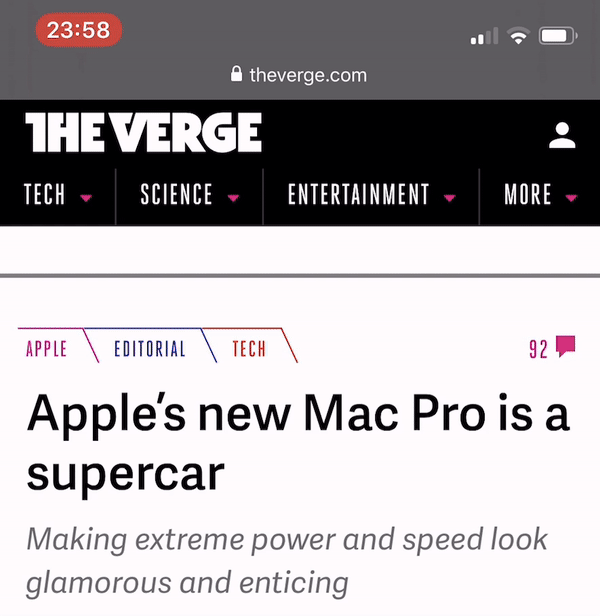 23:58
theverge.com
THE VERGE
TECH SCIENCE ENTERTAINMENT MORE
APPLE EDITORIAL TECH 92
Apple's new Mac Pro is a
supercar
Making extreme power and speed look
glamorous and enticing